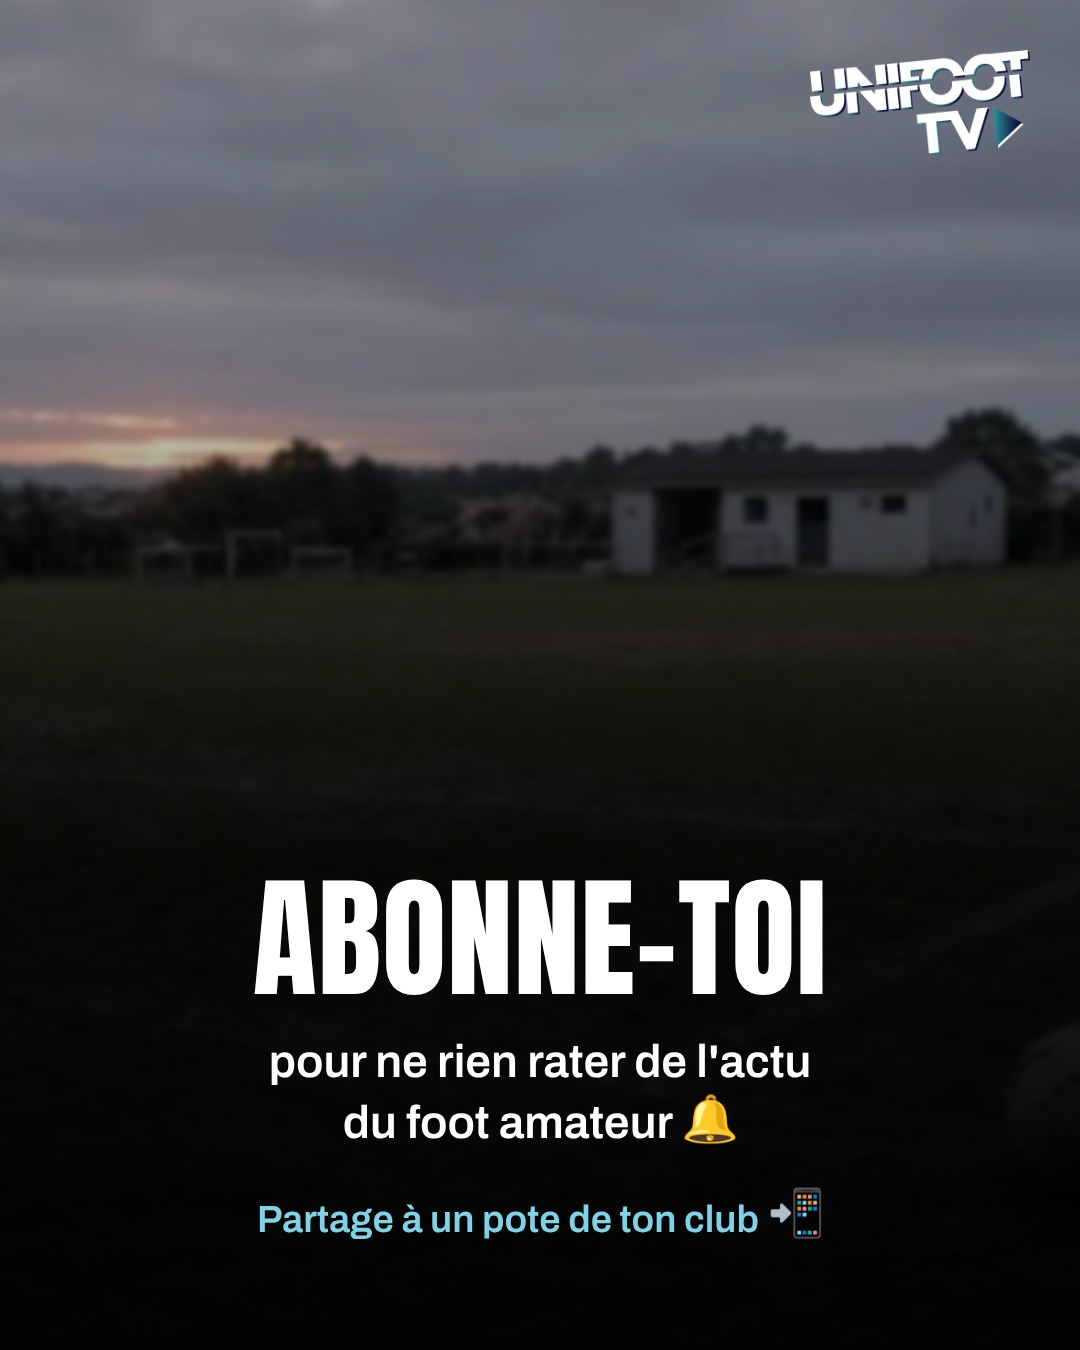 UNIFOOT
TV
ABONNE-TOI
pour ne rien rater de l'actu
du foot amateur 🔔
Partage à un pote de ton club 📲